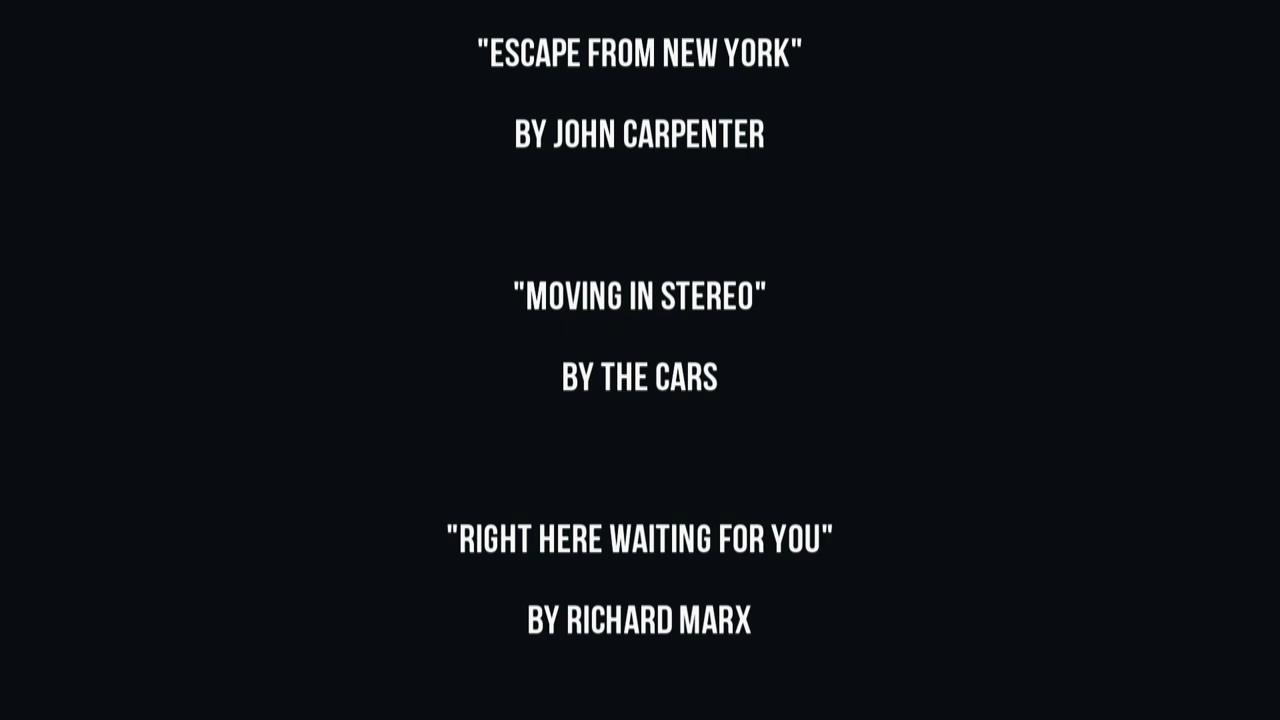 "ESCAPE FROM NEW YORK"
BY JOHN CARPENTER
"MOVING IN STEREO"
BY THE CARS
"RIGHT HERE WAITING FOR YOU"
BY RICHARD MARX